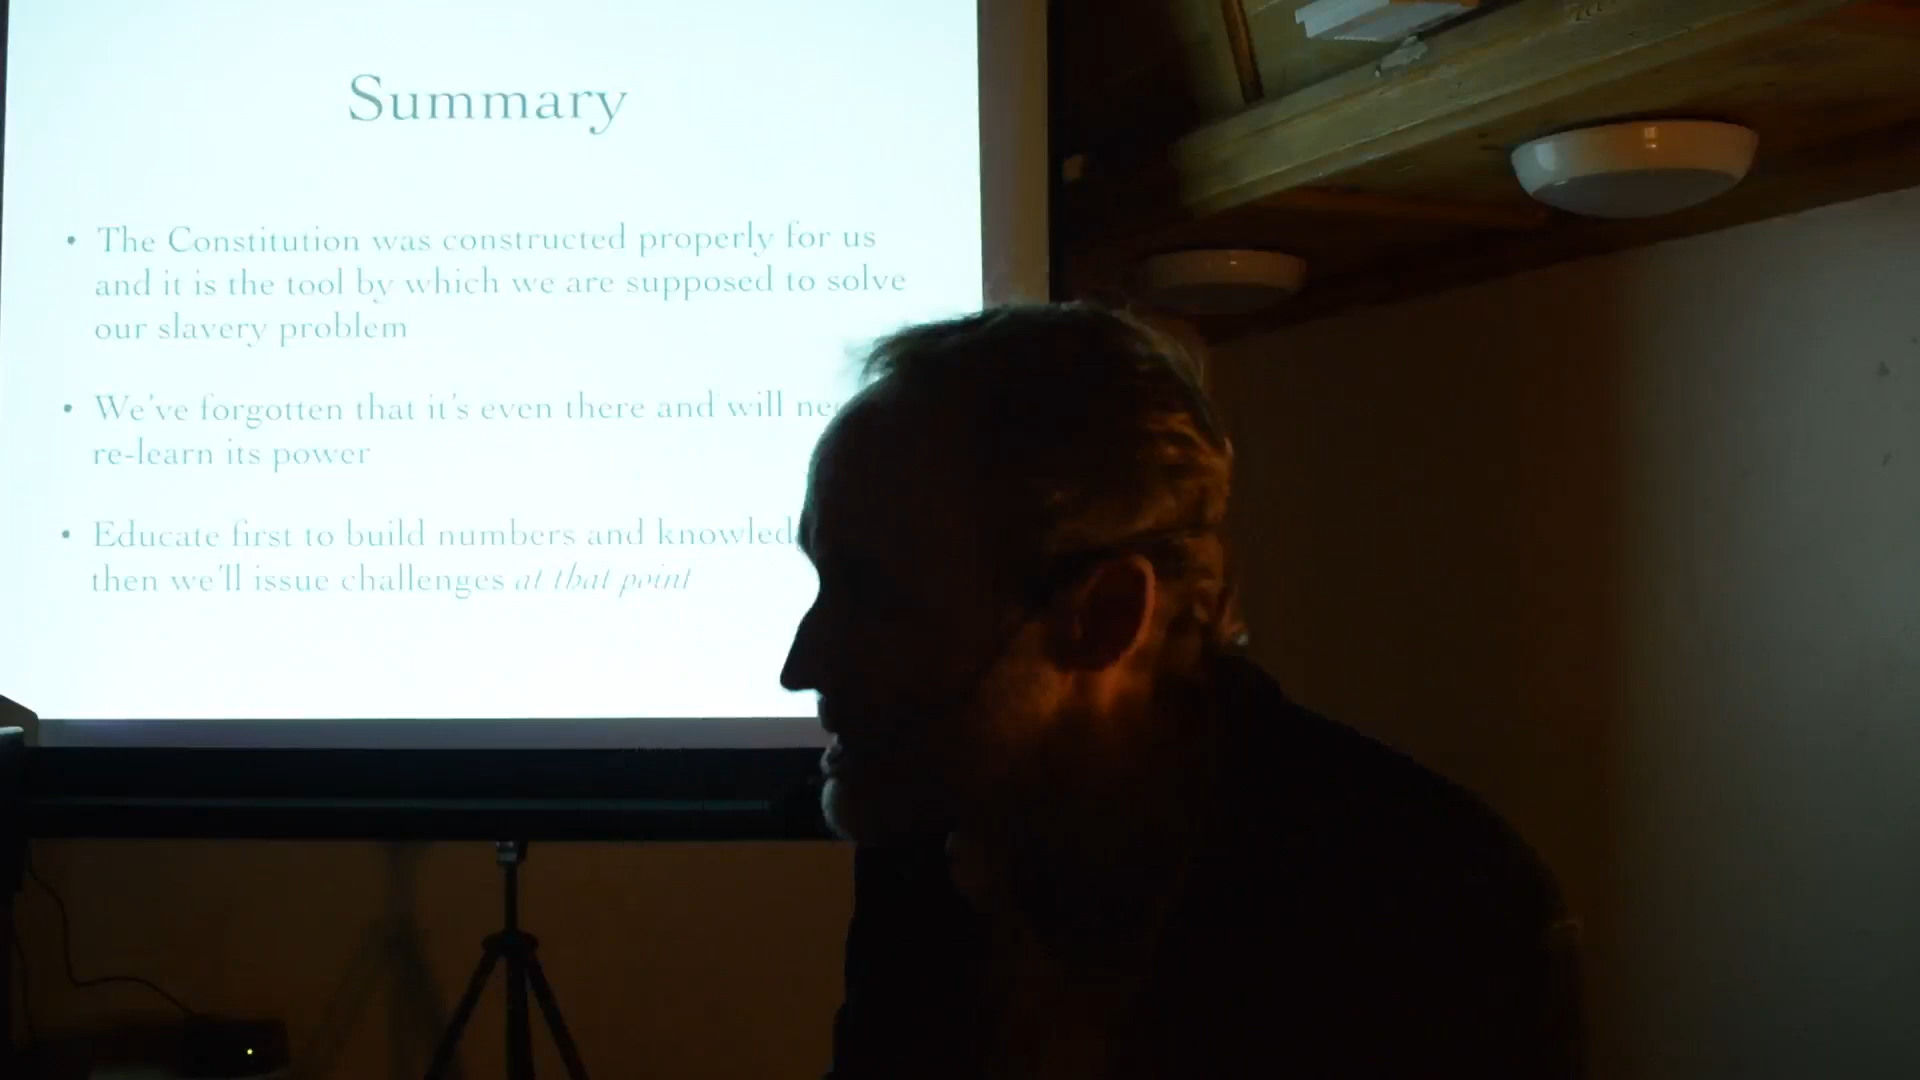 Summary
• The Constitution was constructed properly for us
and it is the tool by which we are supposed to solve
our slavery problem
• We've forgotten that it's even there and will
re-learn its power
• Educate first to build numbers and
then we'll issue challenges at that point